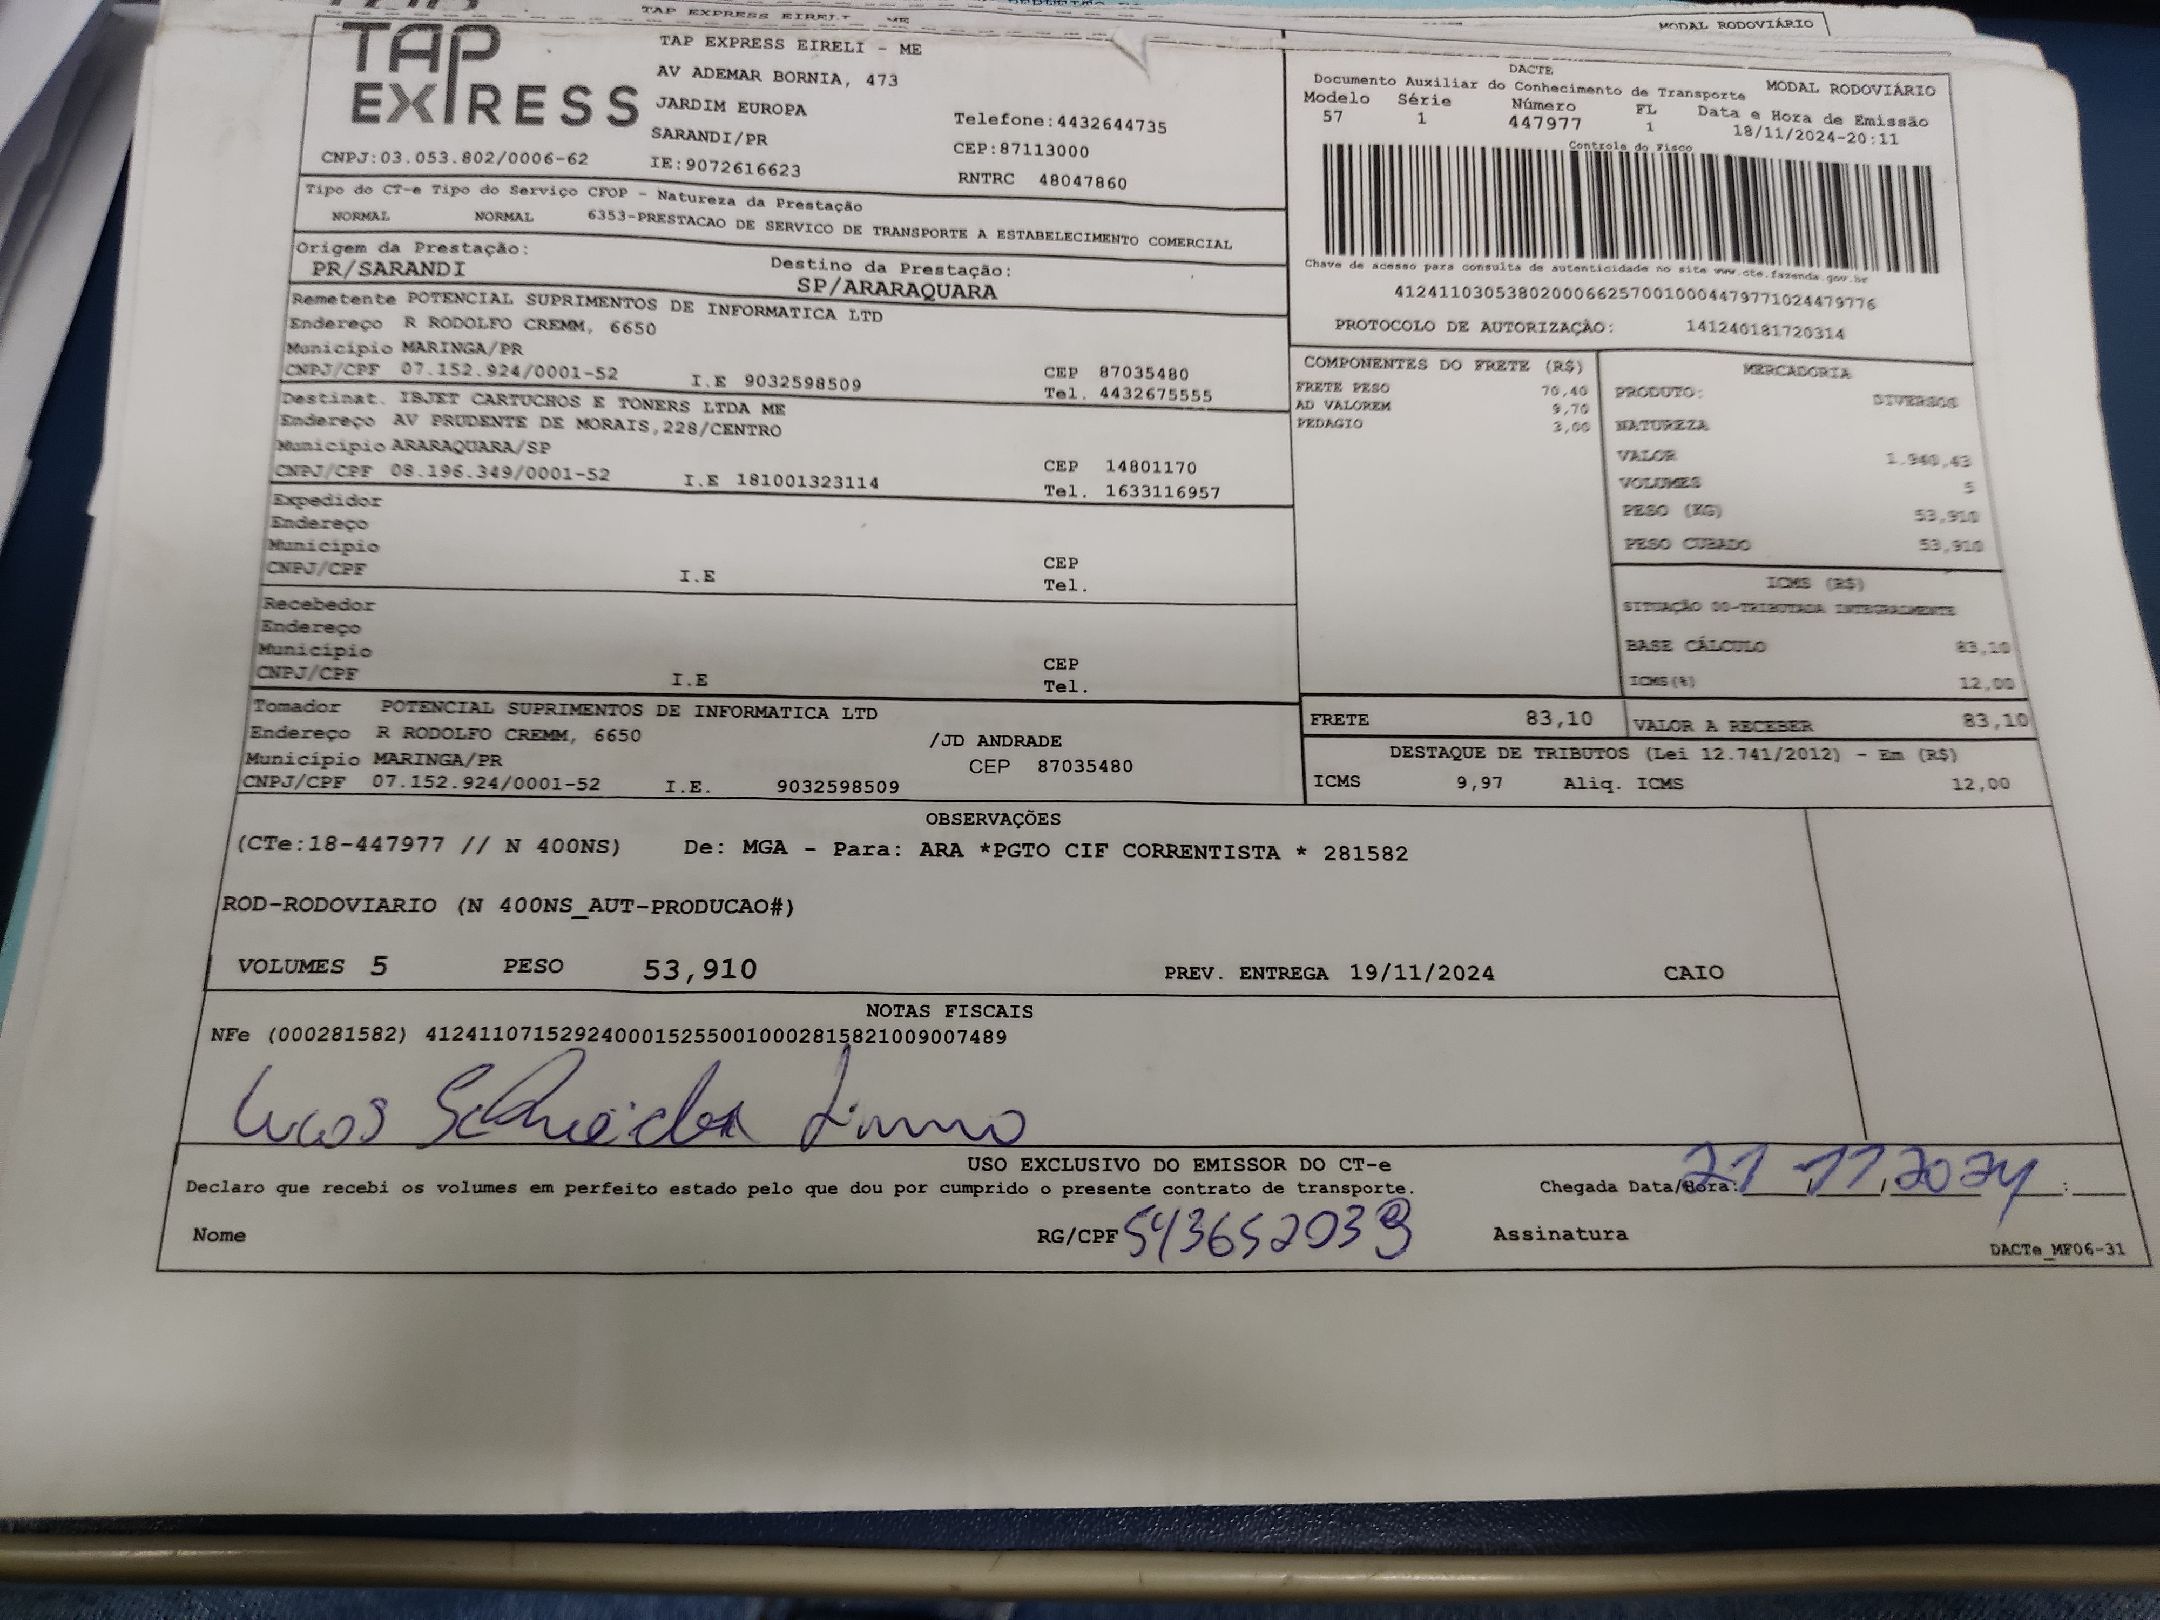 TAP EXPRESS EIRELI - ME
MODAL RODOVIÁRIO
TAP EXPRESS
TAP EXPRESS EIRELI - ME
AV ADEMAR BORNIA, 473
JARDIM EUROPA
SARANDI/PR
Telefone:4432644735
CEP:87113000
CNPJ:03.053.802/0006-62
IE:9072616623
RNTRC 48047860
DACTE
Documento Auxiliar do Conhecimento de Transporte MODAL RODOVIÁRIO
Modelo Série Número FL Data e Hora de Emissão
57 1 447977 1 18/11/2024-20:11
Controle do Fisco
Chave de acesso para consulta de autenticidade no site www.cte.fazenda.gov.br
41241103053802000662570010004479771024479776
PROTOCOLO DE AUTORIZAÇÃO: 141240181720314
Tipo do CT-e Tipo do Serviço CFOP - Natureza da Prestação
NORMAL NORMAL 6353-PRESTACAO DE SERVICO DE TRANSPORTE A ESTABELECIMENTO COMERCIAL
Origem da Prestação:
PR/SARANDI
Destino da Prestação:
SP/ARARAQUARA
Remetente POTENCIAL SUPRIMENTOS DE INFORMATICA LTD
Endereço R RODOLFO CREMM, 6650
Município MARINGA/PR
CEP 87035480
CNPJ/CPF 07.152.924/0001-52 I.E 9032598509
Tel. 4432675555
Destinat. IBJET CARTUCHOS E TONERS LTDA ME
Endereço AV PRUDENTE DE MORAIS,228/CENTRO
Município ARARAQUARA/SP
CEP 14801170
CNPJ/CPF 08.196.349/0001-52 I.E 181001323114
Tel. 1633116957
Expedidor
Endereço
Município
CEP
CNPJ/CPF I.E
Tel.
Recebedor
Endereço
Município
CEP
CNPJ/CPF I.E
Tel.
Tomador POTENCIAL SUPRIMENTOS DE INFORMATICA LTD
Endereço R RODOLFO CREMM, 6650 /JD ANDRADE
Município MARINGA/PR CEP 87035480
CNPJ/CPF 07.152.924/0001-52 I.E. 9032598509
COMPONENTES DO FRETE (R$)
FRETE PESO 70,40
AD VALOREM 9,70
PEDAGIO 3,00
MERCADORIA
PRODUTO: DIVERSOS
NATUREZA
VALOR 1.940,43
VOLUMES 5
PESO (KG) 53,910
PESO CUBADO 53,910
ICMS (R$)
SITUAÇÃO 00-TRIBUTADA INTEGRALMENTE
BASE CÁLCULO 83,10
ICMS(%) 12,00
FRETE 83,10 VALOR A RECEBER 83,10
DESTAQUE DE TRIBUTOS (Lei 12.741/2012) - Em (R$)
ICMS 9,97 Aliq. ICMS 12,00
OBSERVAÇÕES
(CTe:18-447977 // N 400NS) De: MGA - Para: ARA *PGTO CIF CORRENTISTA * 281582
ROD-RODOVIARIO (N 400NS_AUT-PRODUCAO#)
VOLUMES 5 PESO 53,910 PREV. ENTREGA 19/11/2024 CAIO
NOTAS FISCAIS
NFe (000281582) 41241107152924000152550010002815821009007489
Lucas Schneider
USO EXCLUSIVO DO EMISSOR DO CT-e
Declaro que recebi os volumes em perfeito estado pelo que dou por cumprido o presente contrato de transporte. Chegada Data/Hora: 21 11 2024 :
Nome RG/CPF 543652039 Assinatura
DACTe_MF06-31